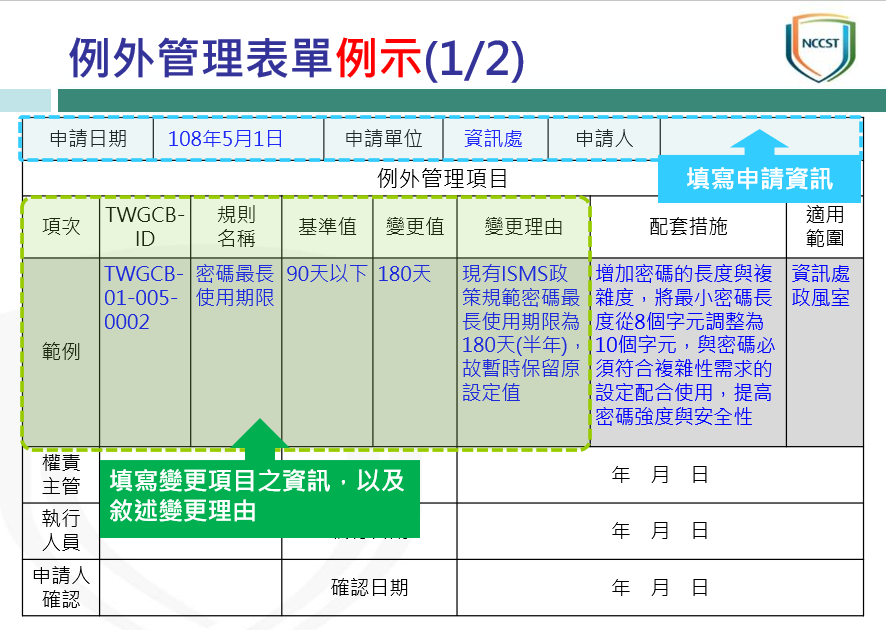 例外管理表單例示(1/2)
NCCST
申請日期 108年5月1日 申請單位 資訊處 申請人
填寫申請資訊
例外管理項目
項次 TWGCB-ID 規則名稱 基準值 變更值 變更理由 配套措施 適用範圍
範例
TWGCB-
01-005-
0002
密碼最長
使用期限
90天以下
180天
現有ISMS政
策規範密碼最
長使用期限為
180天(半年)，
故暫時保留原
設定值
增加密碼的長度與複
雜度，將最小密碼長
度從8個字元調整為
10個字元，與密碼必
須符合複雜性需求的
設定配合使用，提高
密碼強度與安全性
資訊處
政風室
填寫變更項目之資訊，以及
敘述變更理由
權責
主管
年 月 日
執行
人員
年 月 日
申請人
確認
確認日期
年 月 日